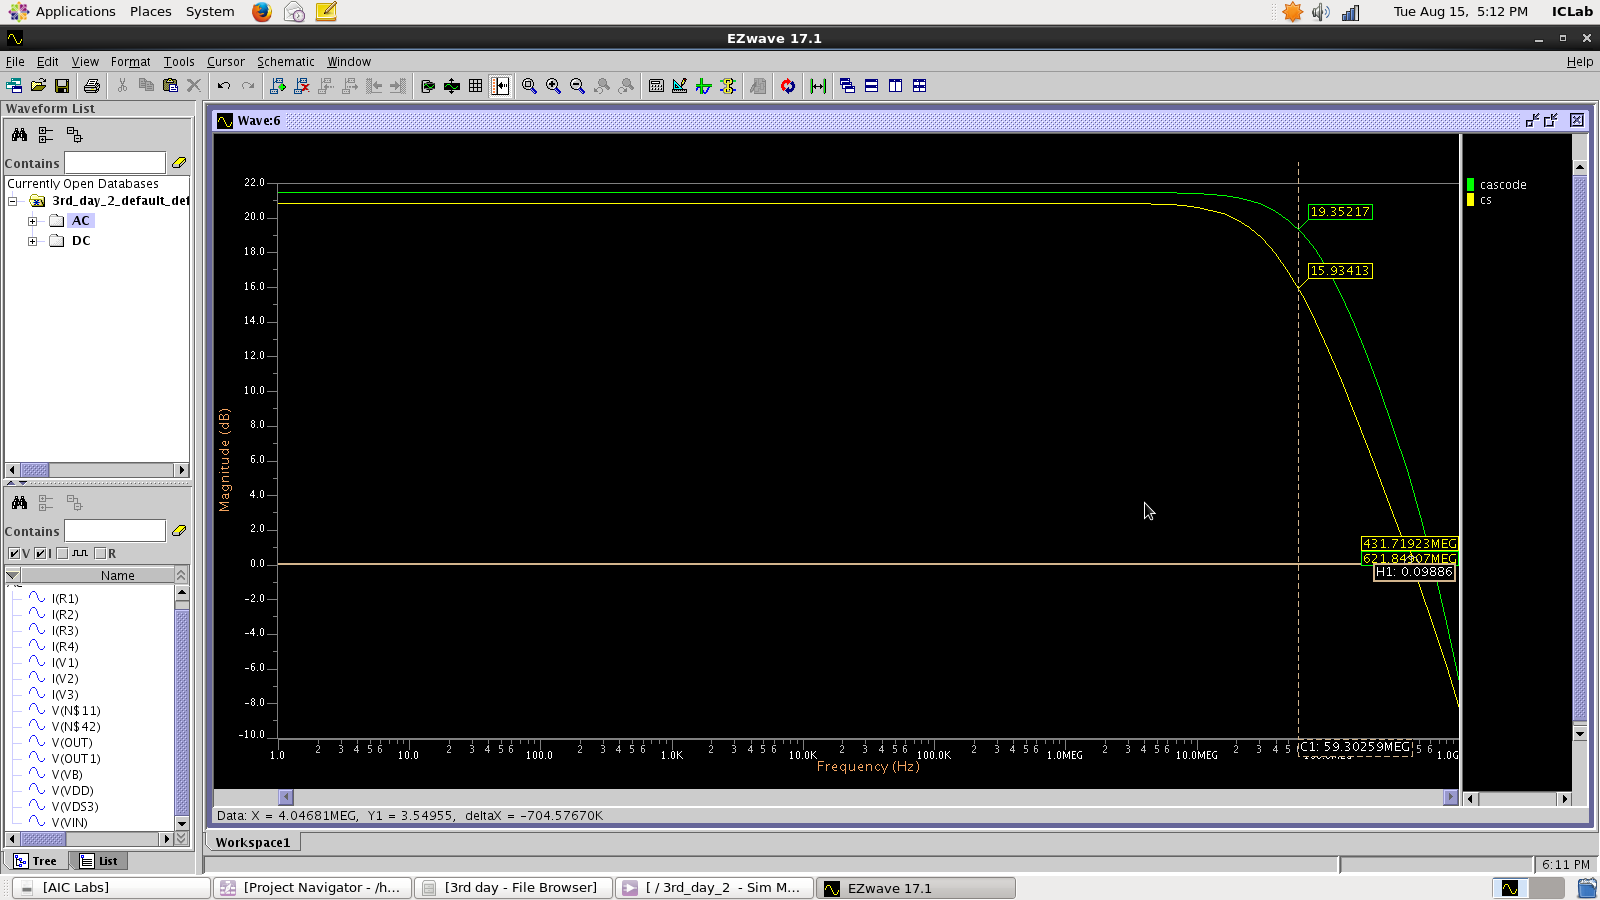 Applications Places System
Tue Aug 15, 5:12 PM ICLab
EZwave 17.1
File Edit View Format Tools Cursor Schematic Window Help
Waveform List
Contains
Currently Open Databases
3rd_day_2_default_def
AC
DC
Contains
V I R
Name
I(R1)
I(R2)
I(R3)
I(R4)
I(V1)
I(V2)
I(V3)
V(N$11)
V(N$42)
V(OUT)
V(OUT1)
V(VB)
V(VDD)
V(VDS3)
V(VIN)
Tree List
Wave:6
cascode
cs
22.0
20.0
18.0
16.0
14.0
12.0
10.0
8.0
6.0
4.0
2.0
0.0
-2.0
-4.0
-6.0
-8.0
-10.0
Magnitude (dB)
19.35217
15.93413
431.71923MEG
621.84307MEG
H1: 0.09886
C1: 59.30259MEG
2 3 4 5 6 2 3 4 5 6 2 3 4 5 6 2 3 4 5 6 2 3 4 5 6 2 3 4 5 6 2 3 4 5 6 2 3 4 5 5 6
1.0 10.0 100.0 1.0K 10.0K 100.0K 1.0MEG 10.0MEG 1.0G
Frequency (Hz)
Data: X = 4.04681MEG, Y1 = 3.54955, deltaX = -704.57670K
Workspace1
6:11 PM
[AIC Labs] [Project Navigator - /h... [3rd day - File Browser] [ / 3rd_day_2 - Sim M... EZwave 17.1